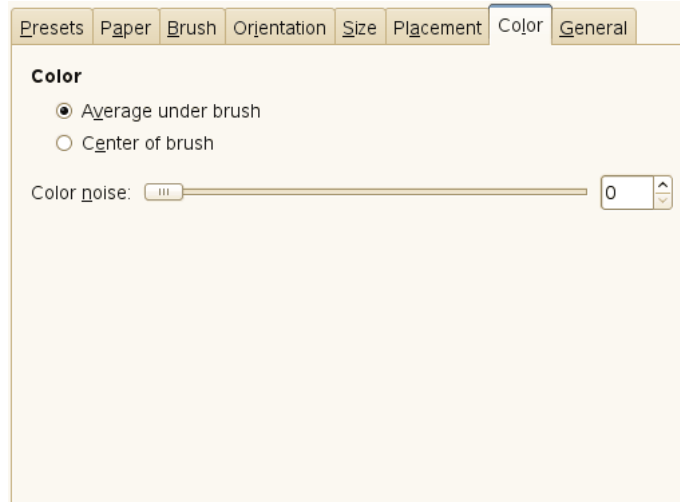 Presets Paper Brush Orientation Size Placement Color General
Color
Average under brush
Center of brush
Color noise: 0